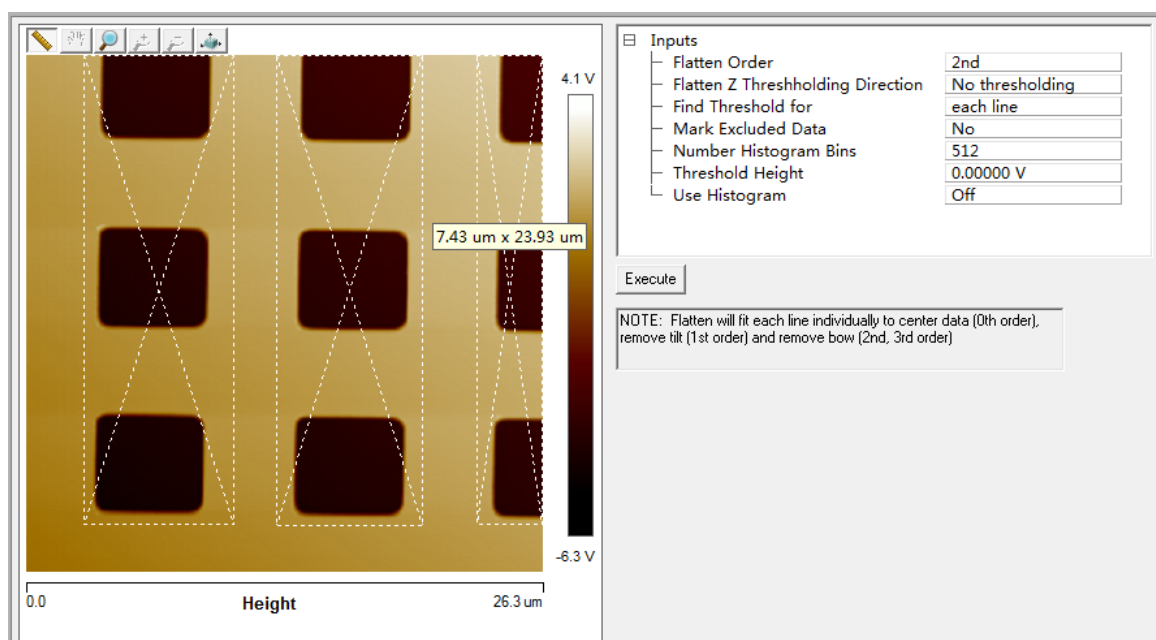 4.1 V
7.43 um x 23.93 um
-6.3 V
0.0
Height
26.3 um
Inputs
Flatten Order 2nd
Flatten Z Threshholding Direction No thresholding
Find Threshold for each line
Mark Excluded Data No
Number Histogram Bins 512
Threshold Height 0.00000 V
Use Histogram Off
Execute
NOTE:  Flatten will fit each line individually to center data (0th order),
remove tilt (1st order) and remove bow (2nd, 3rd order)